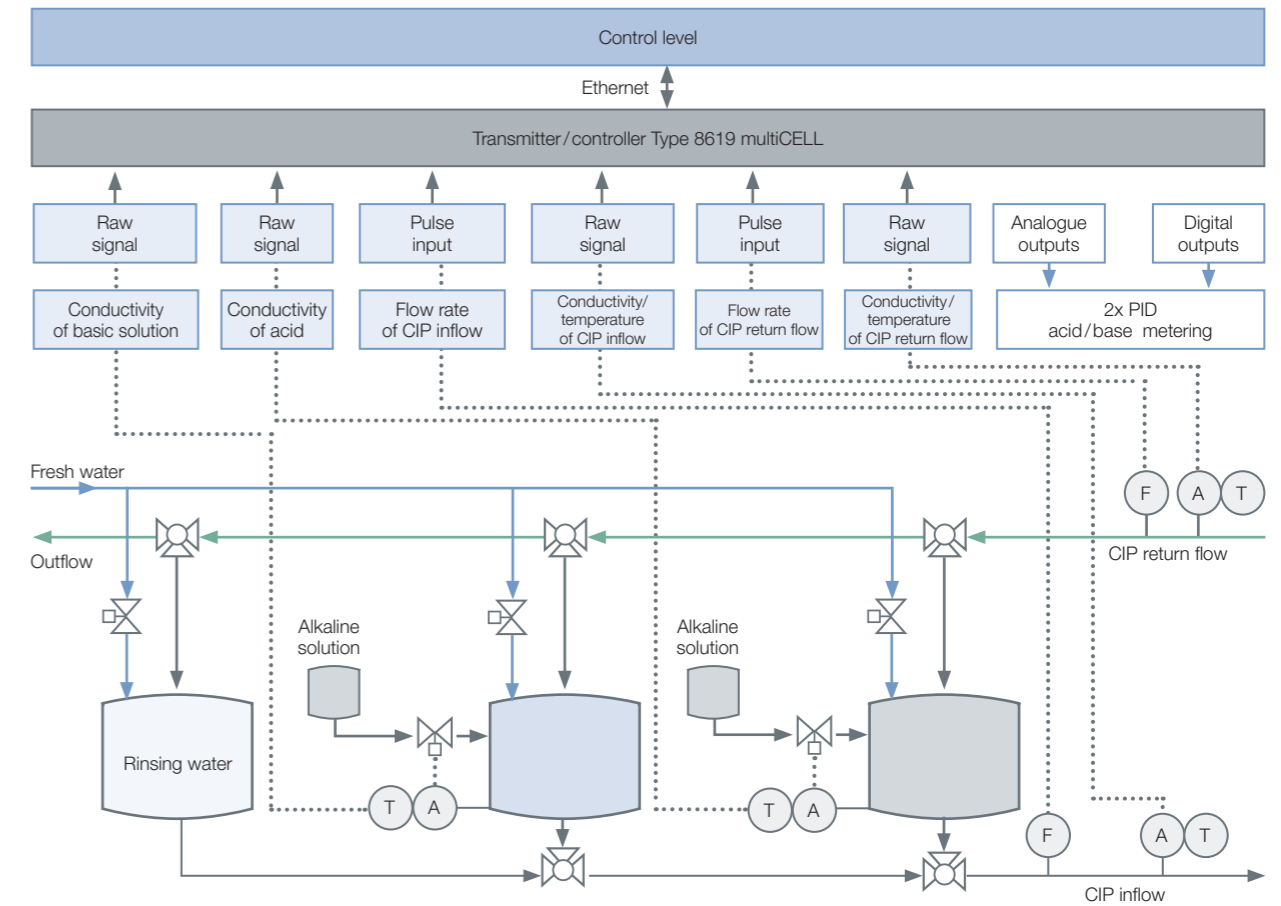 Control level
Ethernet
Transmitter/controller Type 8619 multiCELL
Raw
signal
Raw
signal
Pulse
input
Raw
signal
Pulse
input
Raw
signal
Analogue
outputs
Digital
outputs
Conductivity
of basic solution
Conductivity
of acid
Flow rate
of CIP inflow
Conductivity/
temperature
of CIP inflow
Flow rate
of CIP return flow
Conductivity/
temperature
of CIP return flow
2x PID
acid/base metering
Fresh water
F
A
T
Outflow
CIP return flow
Alkaline
solution
Alkaline
solution
Rinsing water
T
A
T
A
F
A
T
CIP inflow